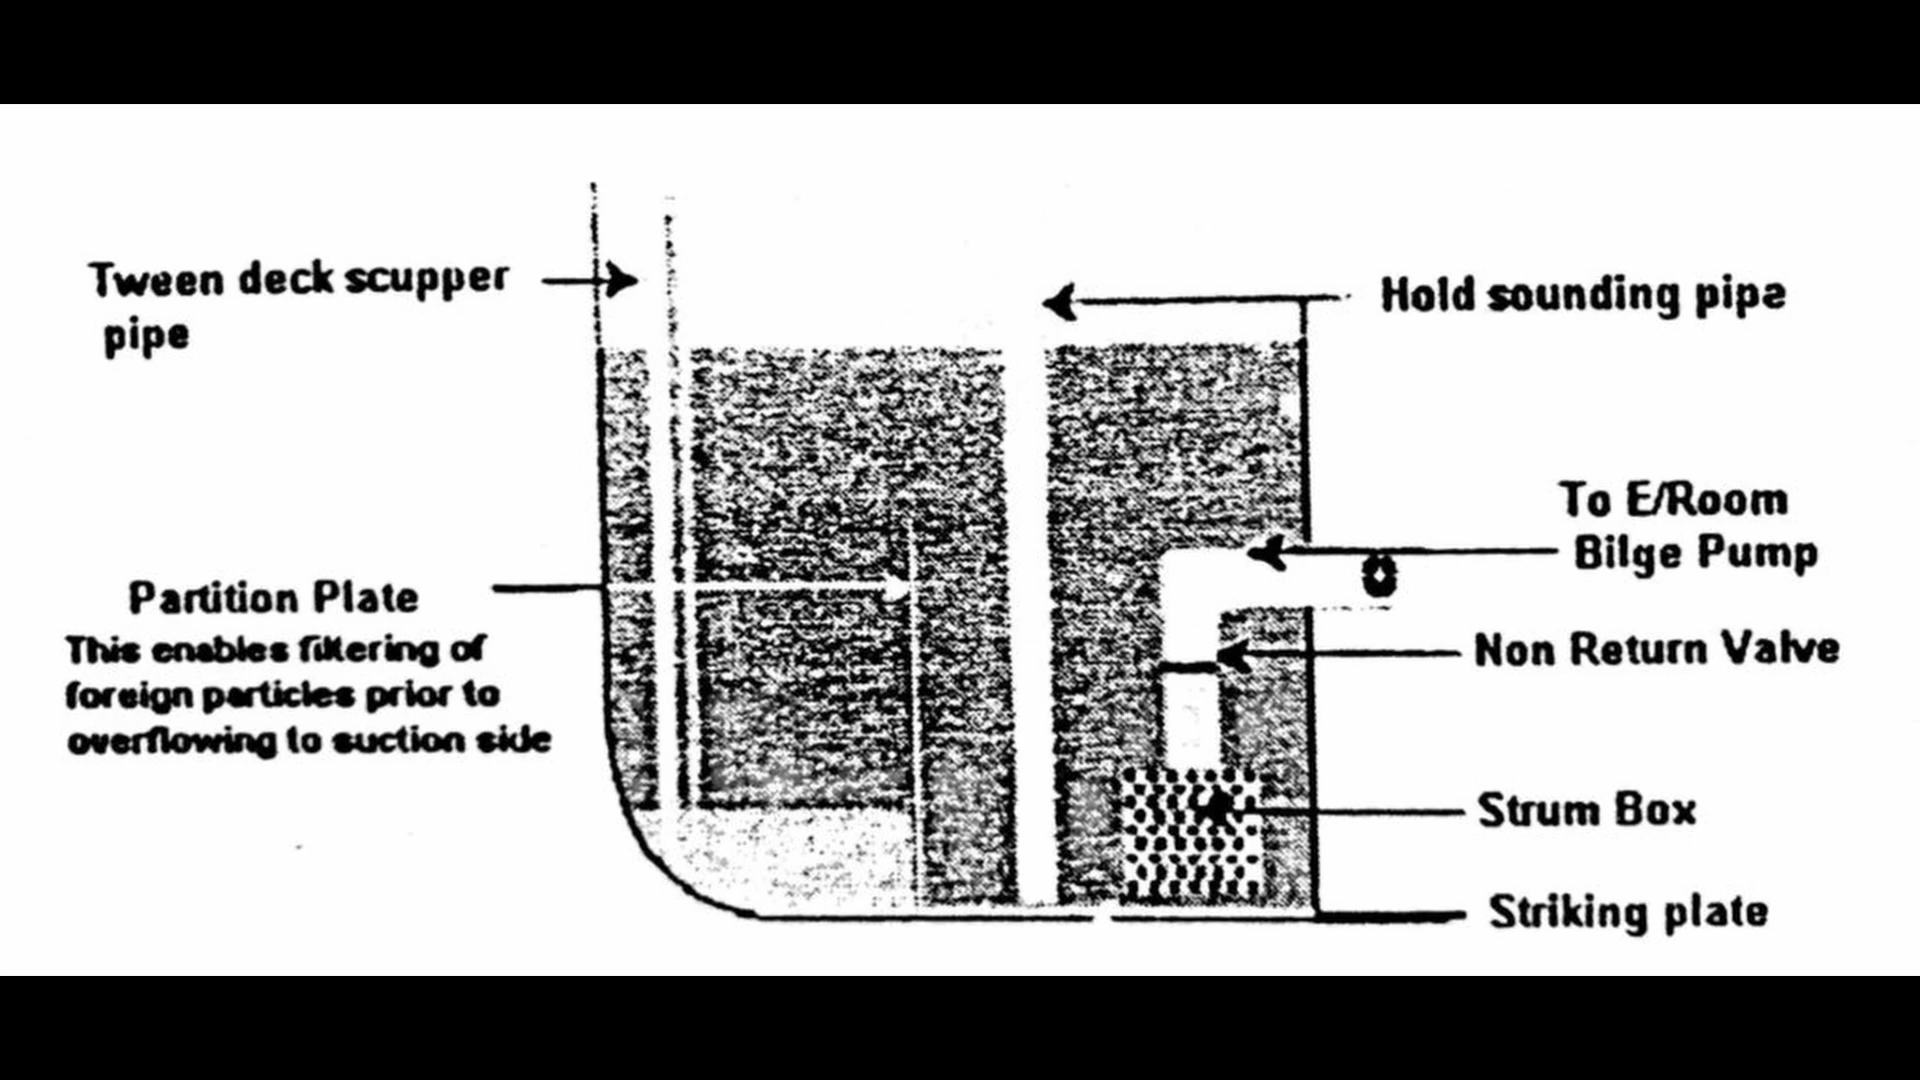 Tween deck scupper
pipe
Hold sounding pipe
To E/Room
Bilge Pump
Partition Plate
This enables filtering of
foreign particles prior to
overflowing to suction side
Non Return Valve
Strum Box
Striking plate